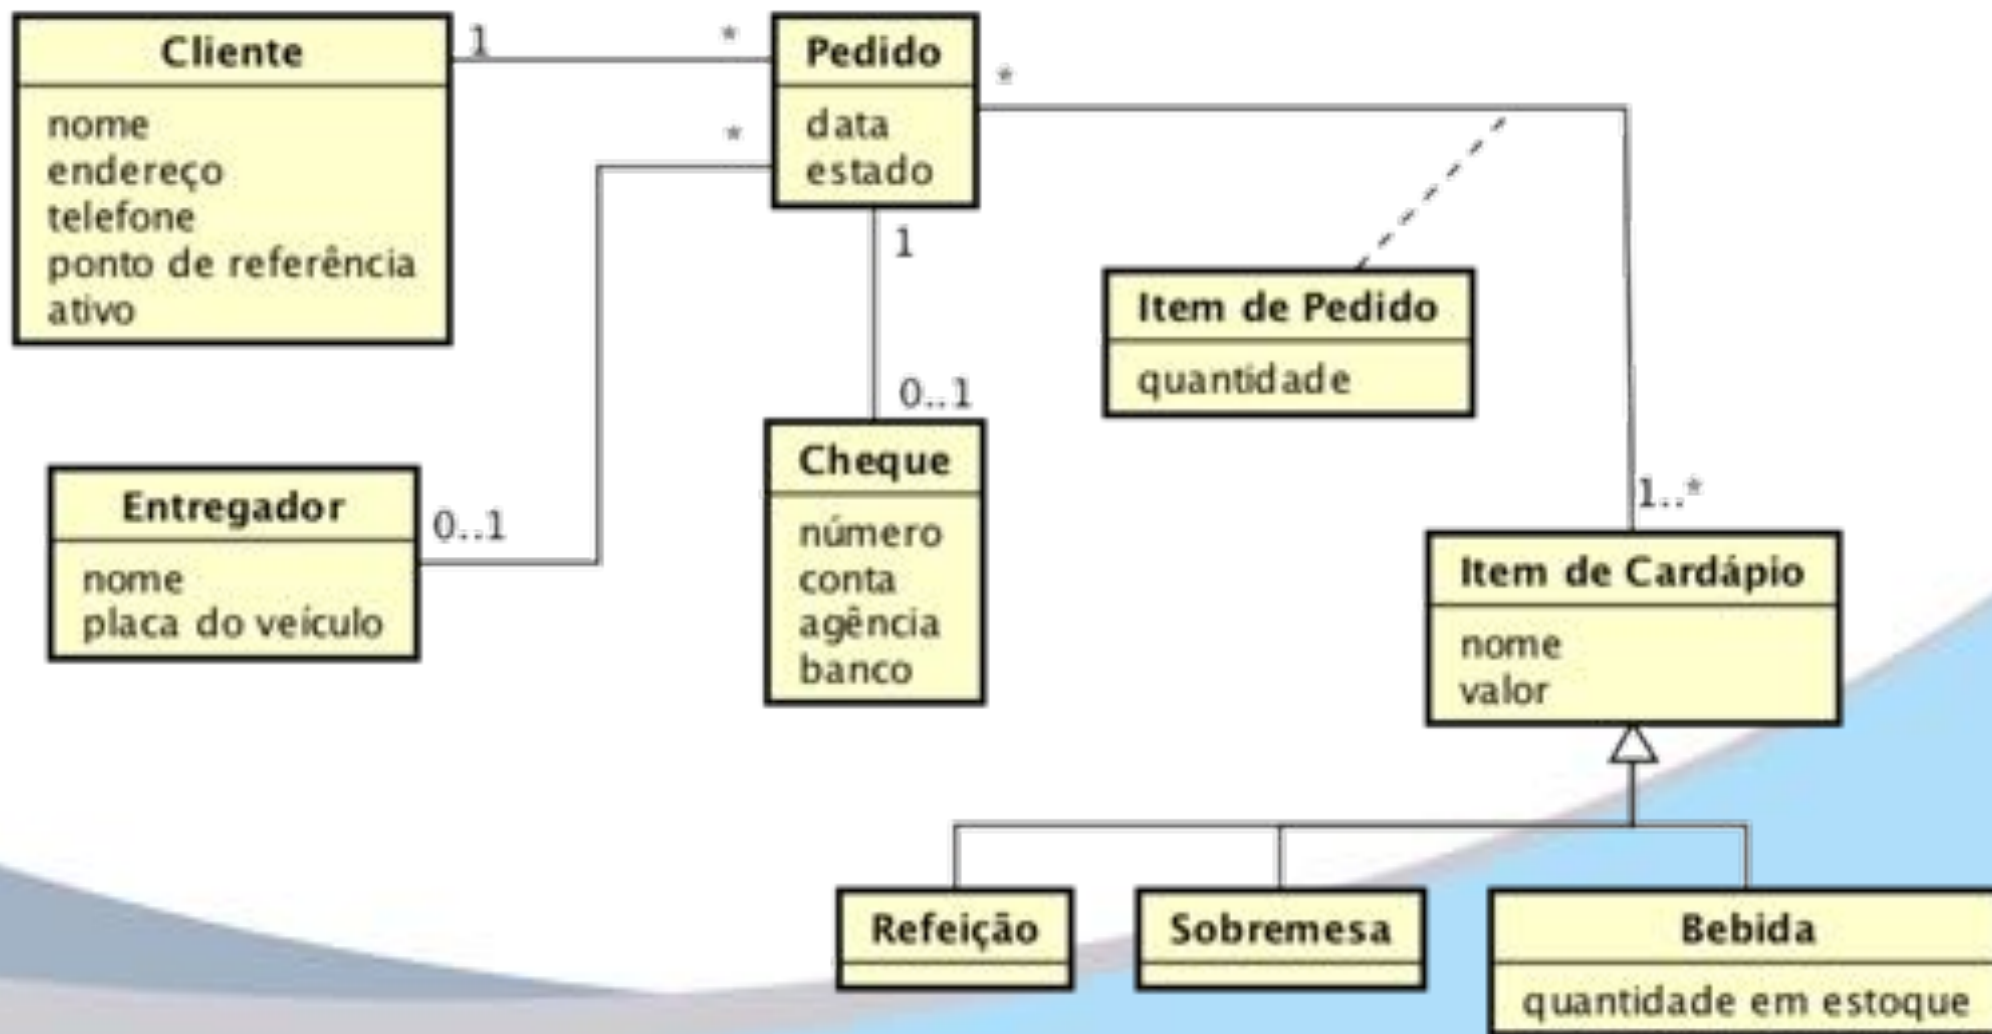 Cliente
nome
endereço
telefone
ponto de referência
ativo
1
*
*
Pedido
data
estado
*
1
0..1
Item de Pedido
quantidade
Cheque
número
conta
agência
banco
Entregador
nome
placa do veículo
0..1
1..*
Item de Cardápio
nome
valor
Refeição
Sobremesa
Bebida
quantidade em estoque